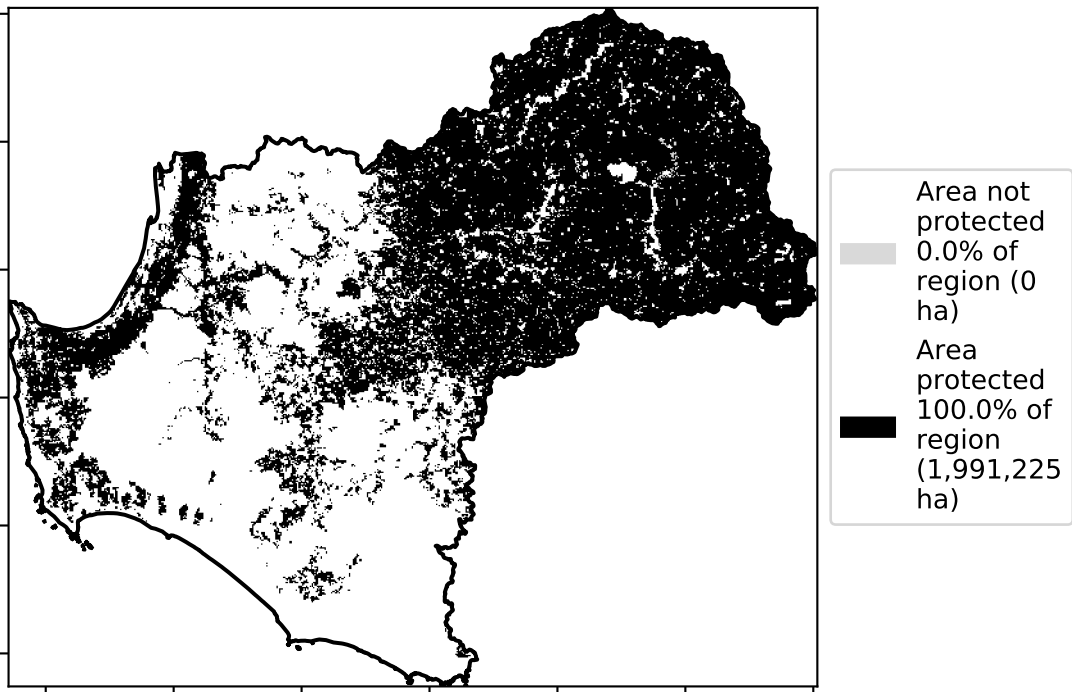 Area not
protected
0.0% of
region (0
ha)
Area
protected
100.0% of
region
(1,991,225
ha)